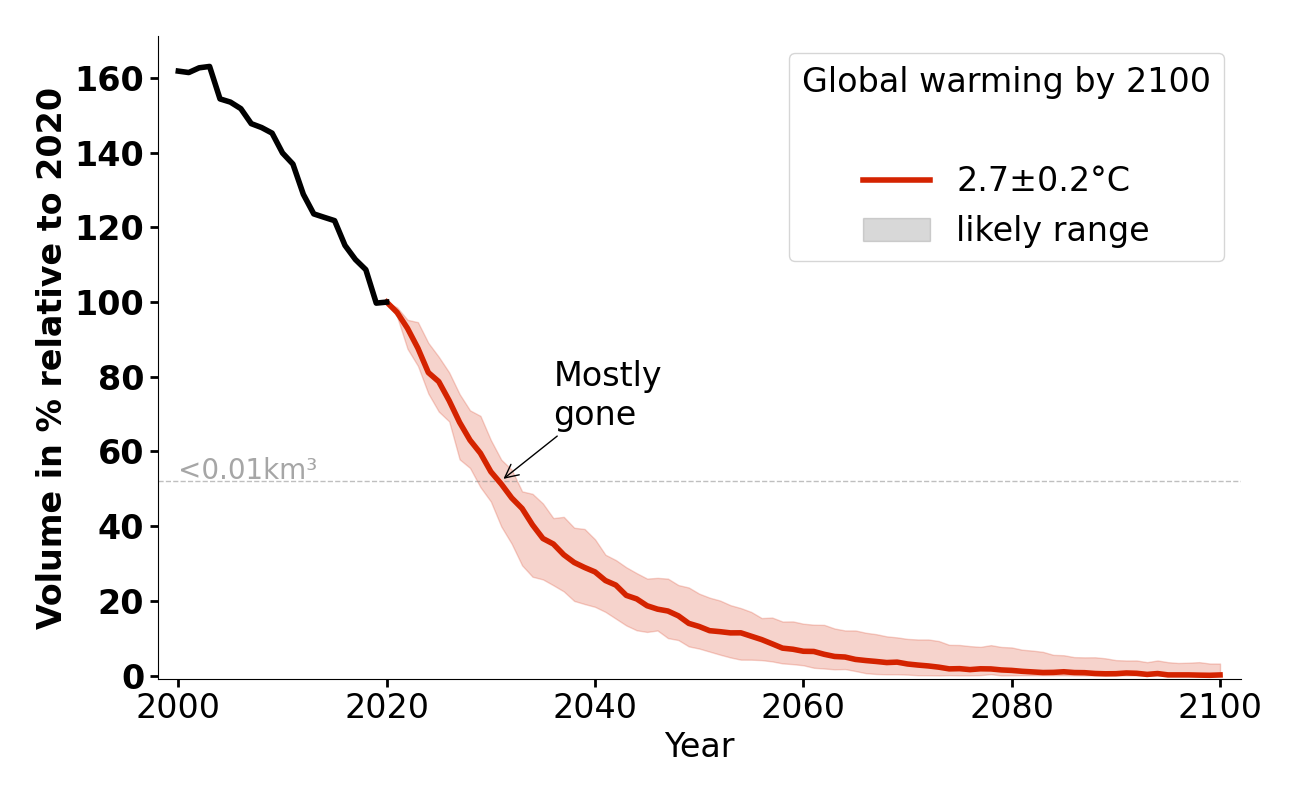 Volume in % relative to 2020
160
140
120
100
80
60
40
20
0
Global warming by 2100
2.7±0.2°C
likely range
Mostly
gone
<0.01km³
2000
2020
2040
2060
2080
2100
Year